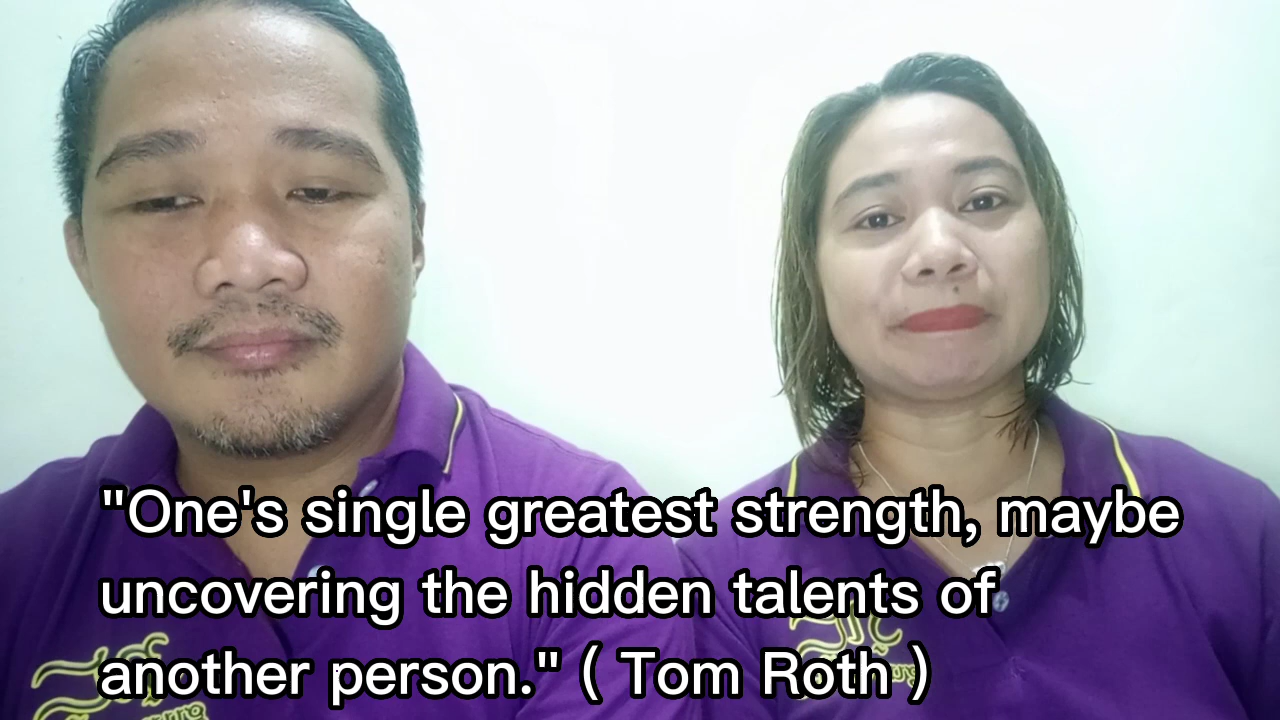 "One's single greatest strength, maybe
uncovering the hidden talents of
another person." ( Tom Roth )